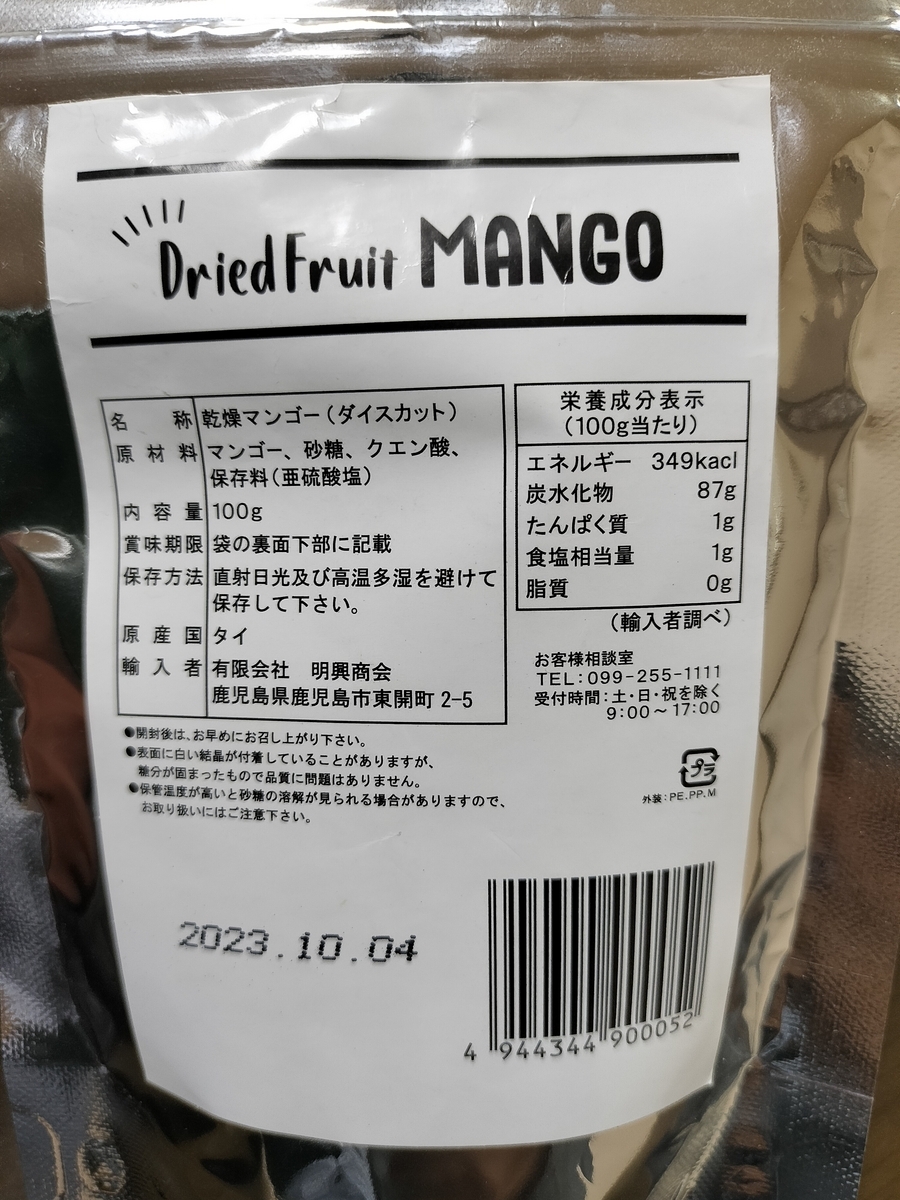 Dried Fruit MANGO
名称 乾燥マンゴー（ダイスカット）
原材料 マンゴー、砂糖、クエン酸、
保存料（亜硫酸塩）
内容量 100g
賞味期限 袋の裏面下部に記載
保存方法 直射日光及び高温多湿を避けて
保存して下さい。
原産国 タイ
輸入者 有限会社　明興商会
鹿児島県鹿児島市東開町 2-5
栄養成分表示
（100g当たり）
エネルギー 349kacl
炭水化物 87g
たんぱく質 1g
食塩相当量 1g
脂質 0g
（輸入者調べ）
お客様相談室
TEL：099-255-1111
受付時間：土・日・祝を除く
9:00～17:00
●開封後は、お早めにお召し上がり下さい。
●表面に白い結晶が付着していることがありますが、
糖分が固まったもので品質に問題はありません。
●保管温度が高いと砂糖の溶解が見られる場合がありますので、
お取り扱いにはご注意下さい。
プラ
外装：PE、PP、M
2023.10.04
4 944344 900052